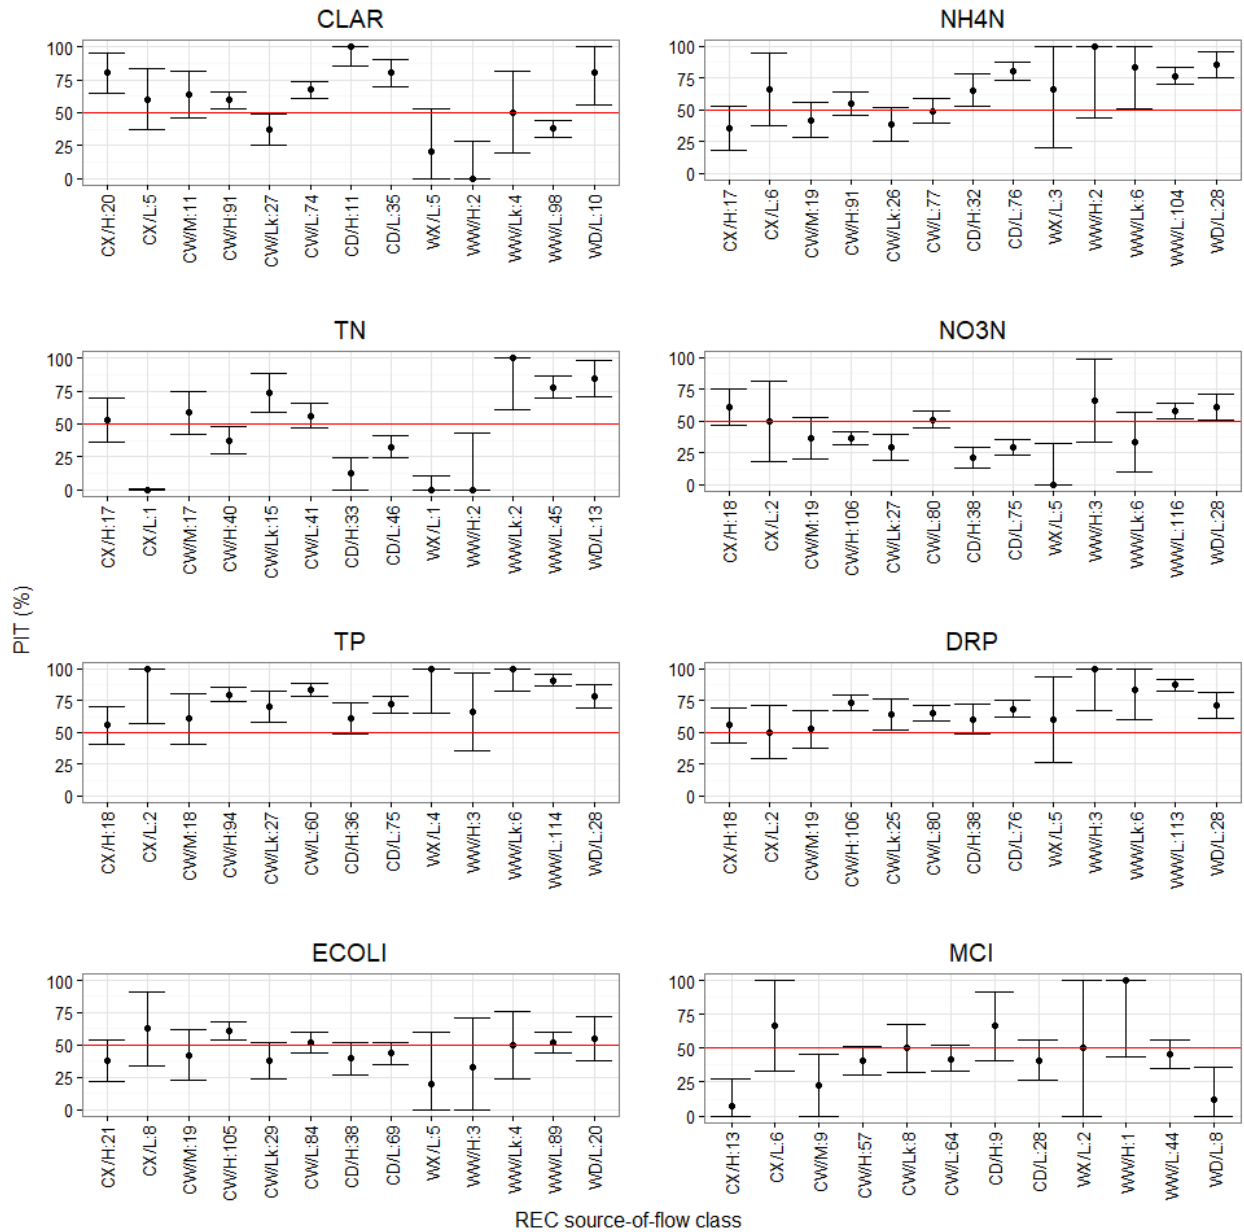 CLAR
100
75
50
25
0
CX/H:20
CX/L:5
CW/M:11
CW/H:91
CW/Lk:27
CW/L:74
CD/H:11
CD/L:35
WX/L:5
WW/H:2
WW/Lk:4
WW/L:98
WD/L:10
NH4N
100
75
50
25
0
CX/H:17
CX/L:6
CW/M:19
CW/H:91
CW/Lk:26
CW/L:77
CD/H:32
CD/L:76
WX/L:3
WW/H:2
WW/Lk:6
WW/L:104
WD/L:28
TN
100
75
50
25
0
CX/H:17
CX/L:1
CW/M:17
CW/H:40
CW/Lk:15
CW/L:41
CD/H:33
CD/L:46
WX/L:1
WW/H:2
WW/Lk:2
WW/L:45
WD/L:13
NO3N
100
75
50
25
0
CX/H:18
CX/L:2
CW/M:19
CW/H:106
CW/Lk:27
CW/L:80
CD/H:38
CD/L:75
WX/L:5
WW/H:3
WW/Lk:6
WW/L:116
WD/L:28
PIT (%)
TP
100
75
50
25
0
CX/H:18
CX/L:2
CW/M:18
CW/H:94
CW/Lk:27
CW/L:60
CD/H:36
CD/L:75
WX/L:4
WW/H:3
WW/Lk:6
WW/L:114
WD/L:28
DRP
100
75
50
25
0
CX/H:18
CX/L:2
CW/M:19
CW/H:106
CW/Lk:25
CW/L:80
CD/H:38
CD/L:76
WX/L:5
WW/H:3
WW/Lk:6
WW/L:113
WD/L:28
ECOLI
100
75
50
25
0
CX/H:21
CX/L:8
CW/M:19
CW/H:105
CW/Lk:29
CW/L:84
CD/H:38
CD/L:69
WX/L:5
WW/H:3
WW/Lk:4
WW/L:89
WD/L:20
MCI
100
75
50
25
0
CX/H:13
CX/L:6
CW/M:9
CW/H:57
CW/Lk:8
CW/L:64
CD/H:9
CD/L:28
WX/L:2
WW/H:1
WW/L:44
WD/L:8
REC source-of-flow class